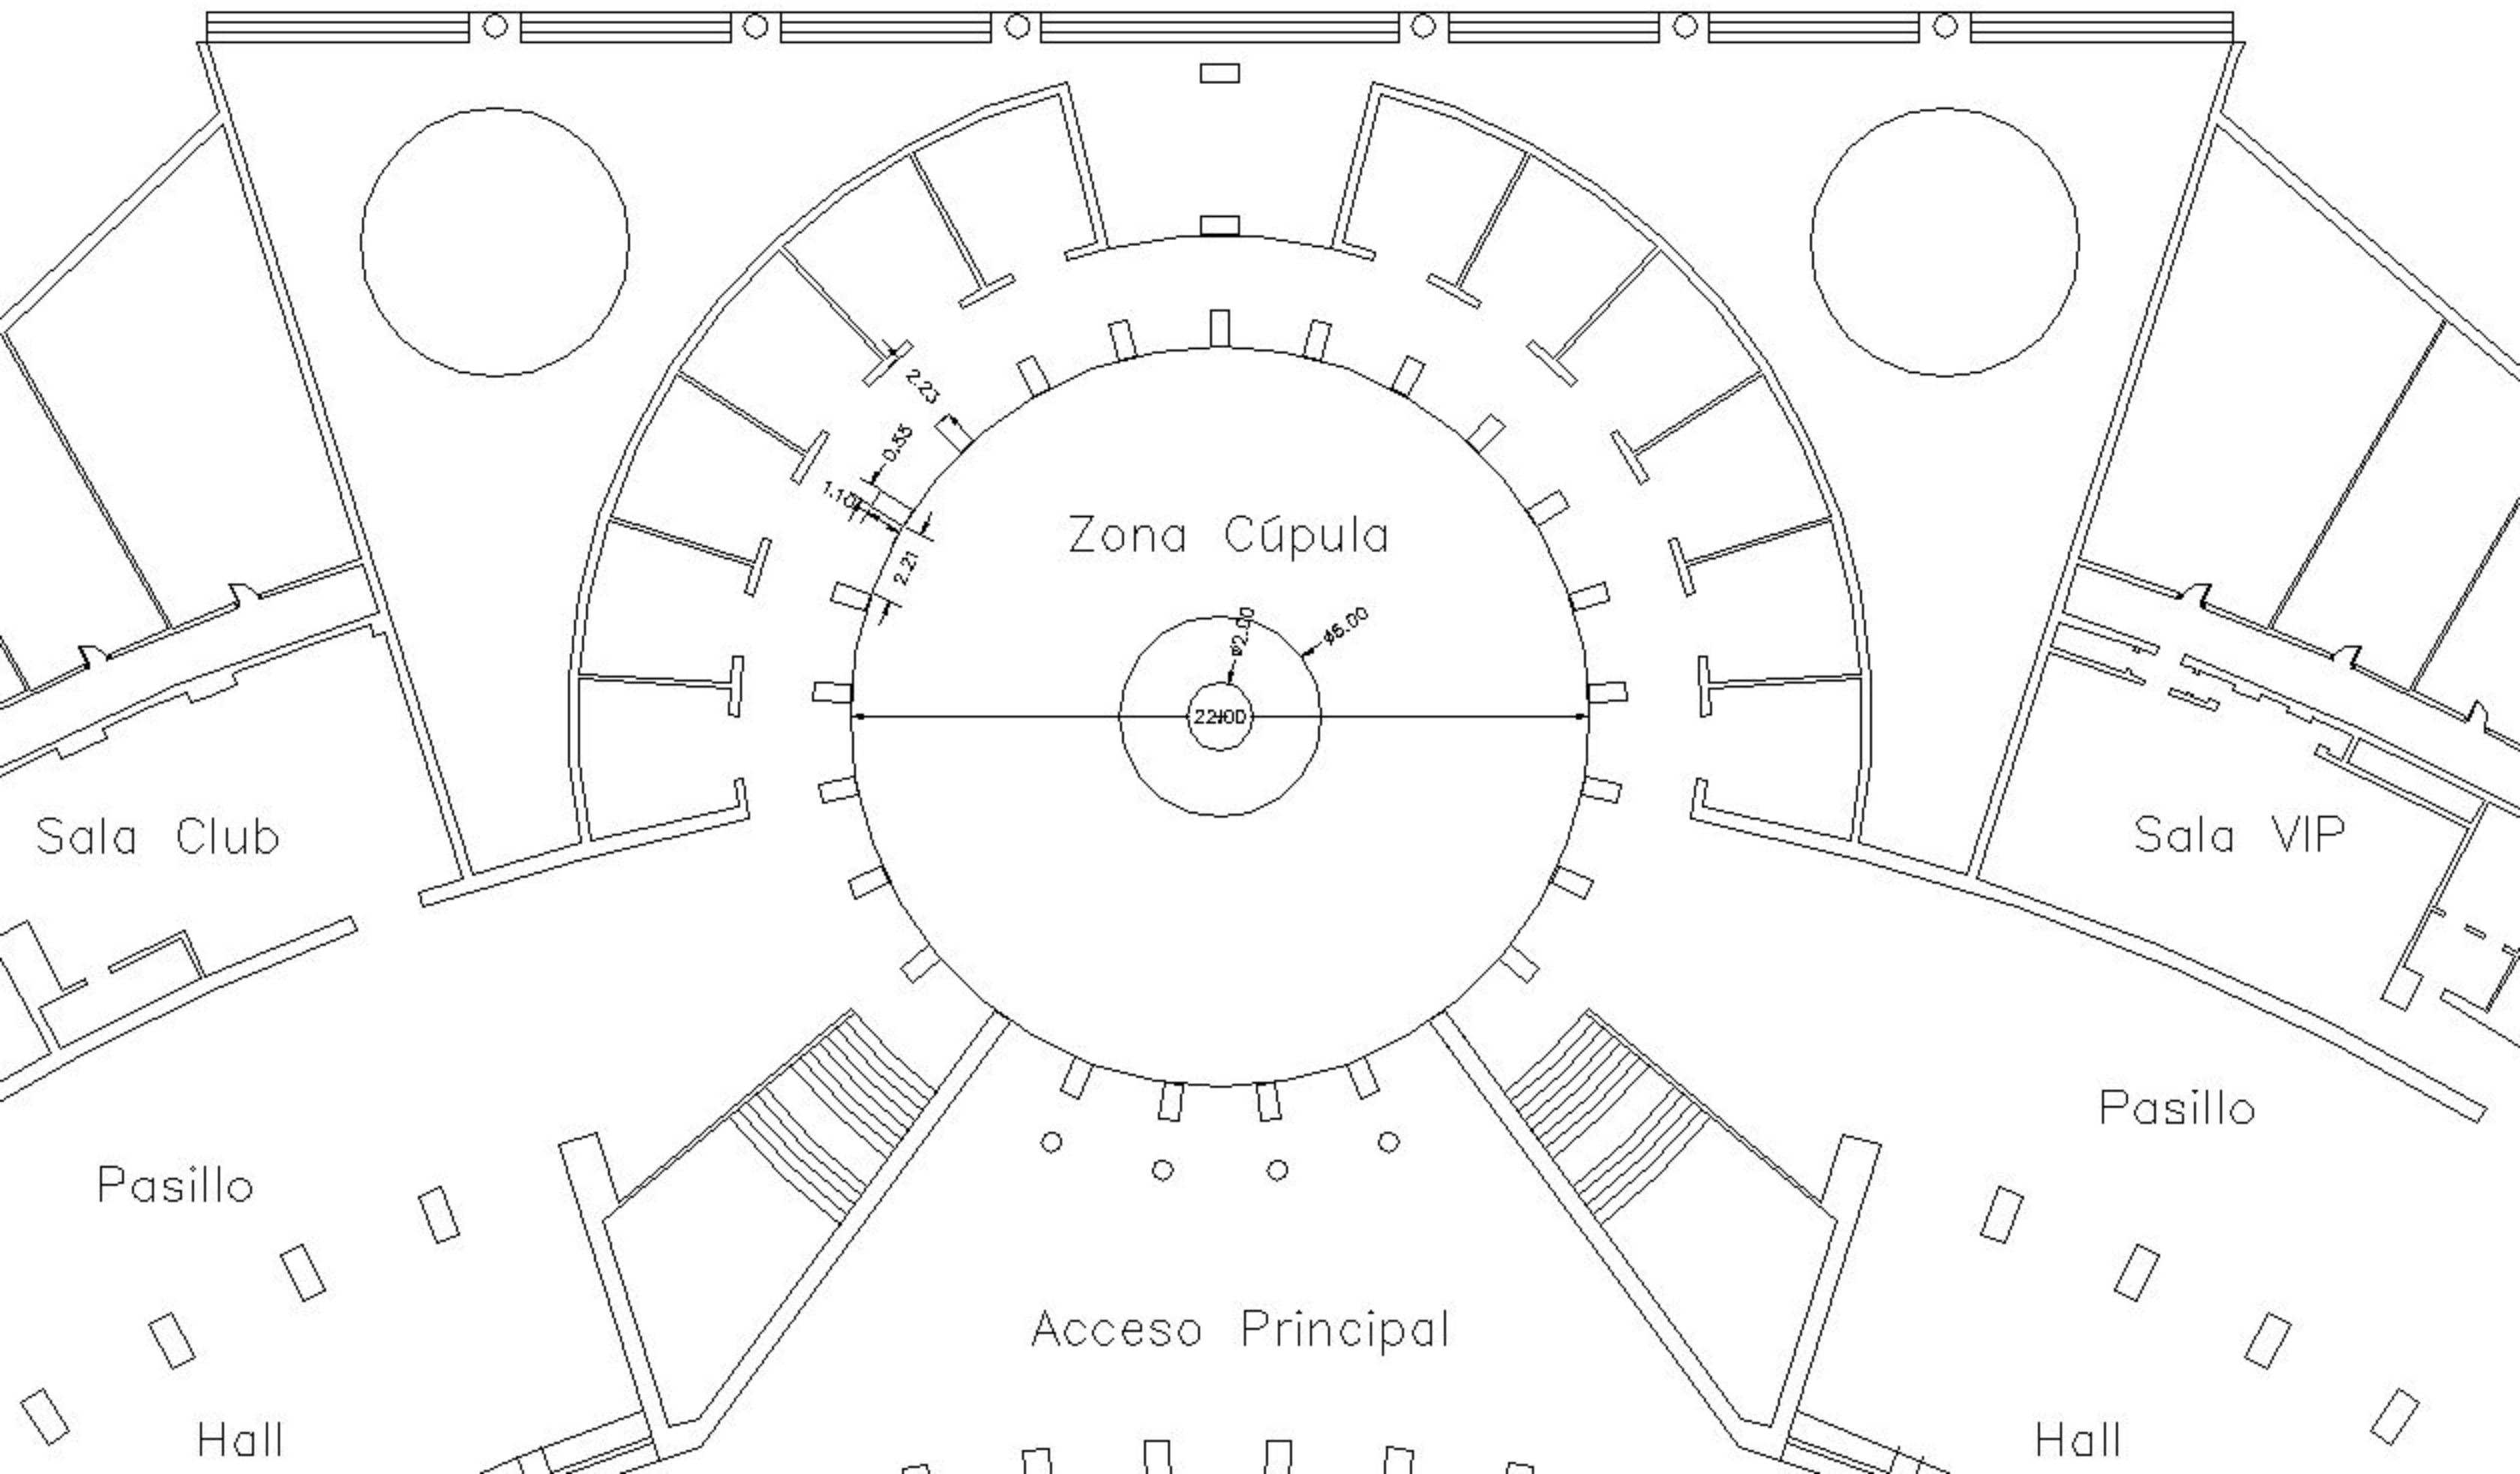 2.23
0.55
1.10
Zona Cúpula
2.21
ø2.00
ø6.00
22.00
Sala Club
Sala VIP
Pasillo
Pasillo
Acceso Principal
Hall
Hall